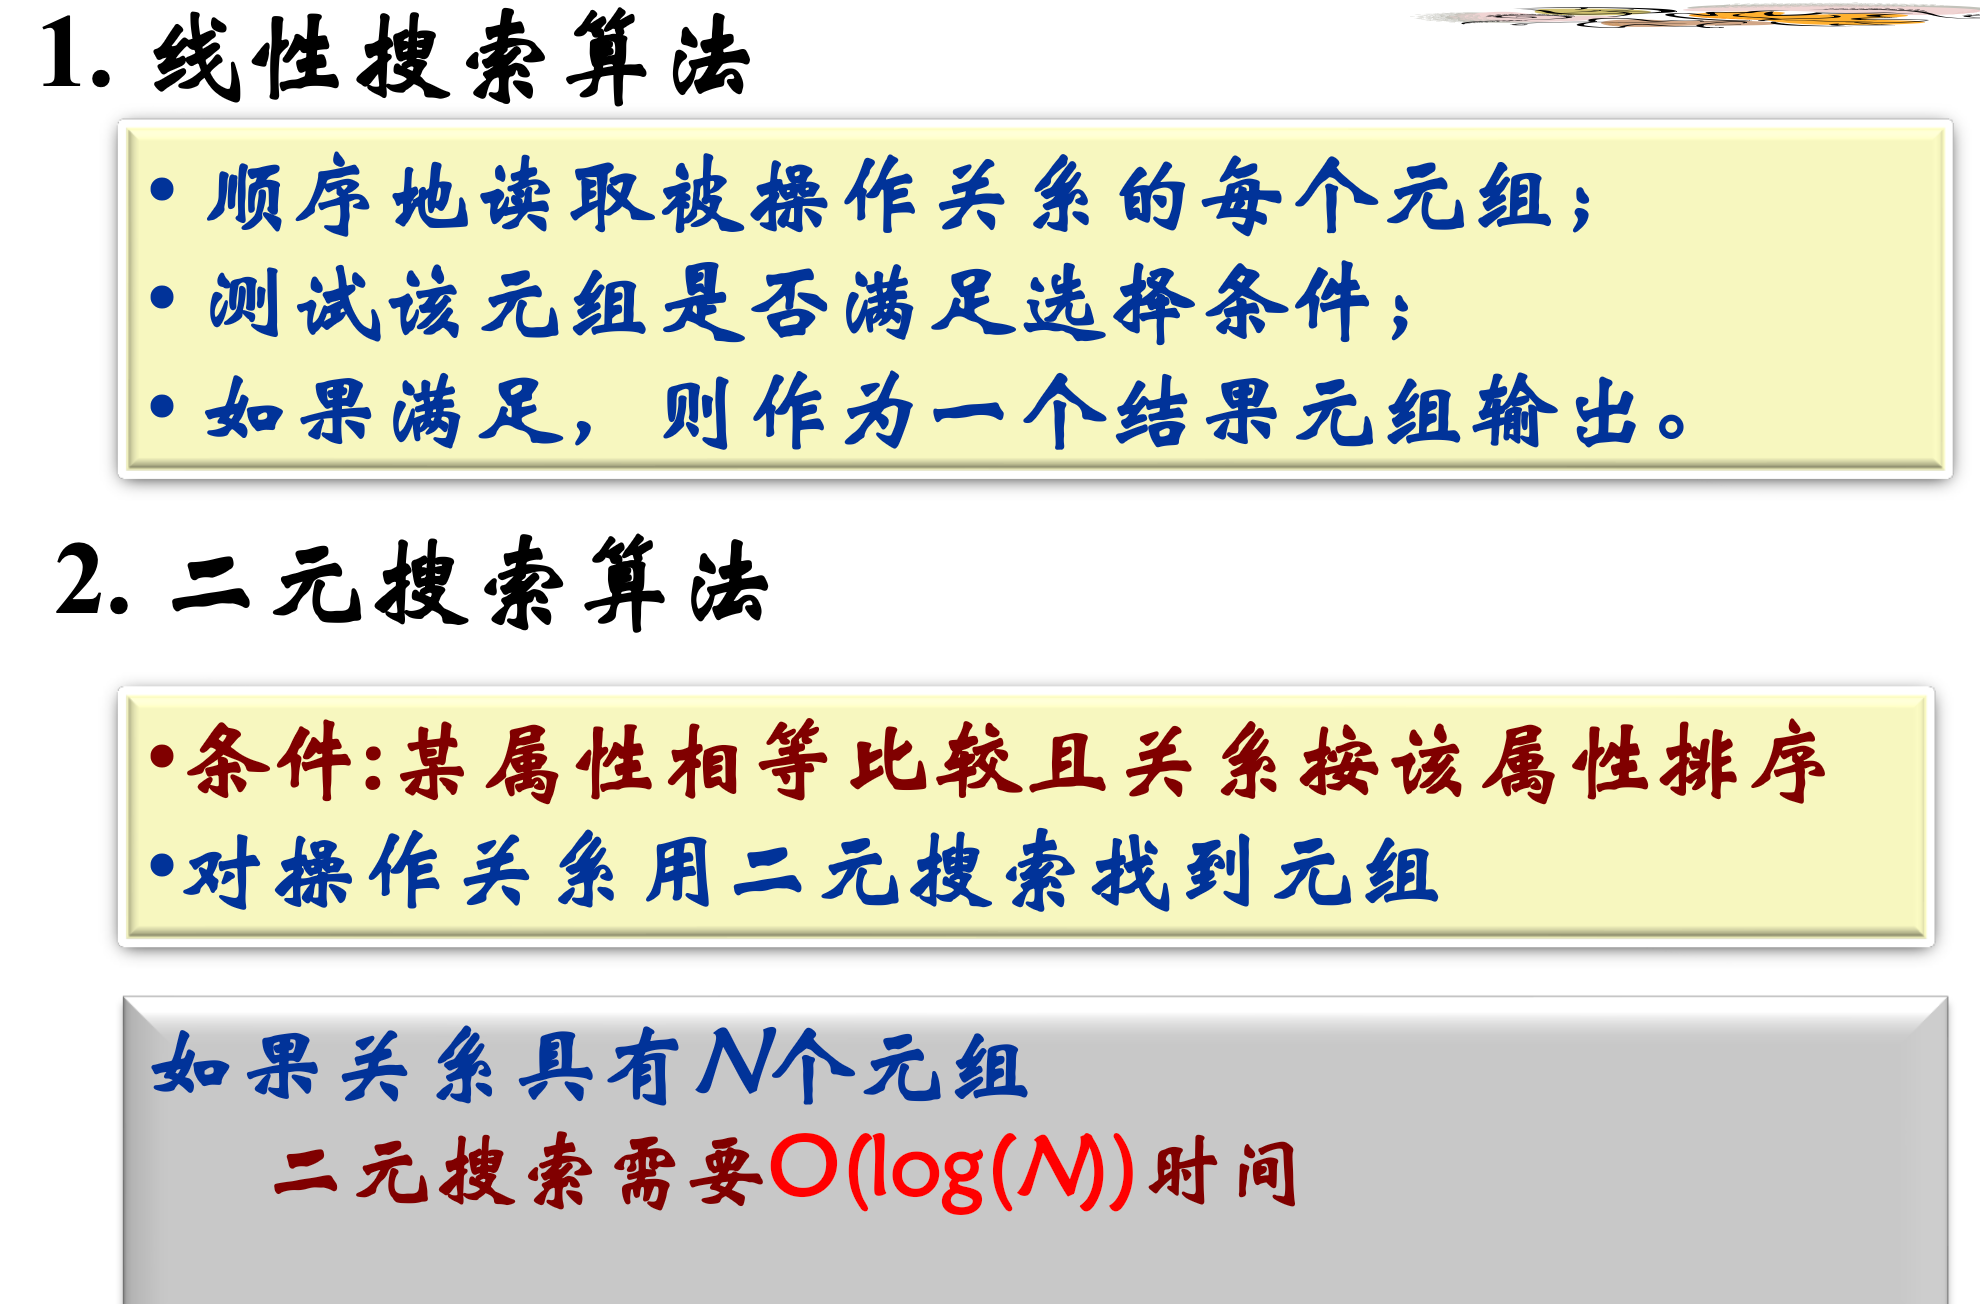 1. 线性搜索算法
• 顺序地读取被操作关系的每个元组；
• 测试该元组是否满足选择条件；
• 如果满足，则作为一个结果元组输出。
2. 二元搜索算法
•条件:某属性相等比较且关系按该属性排序
•对操作关系用二元搜索找到元组
如果关系具有N个元组
二元搜索需要O(log(N))时间